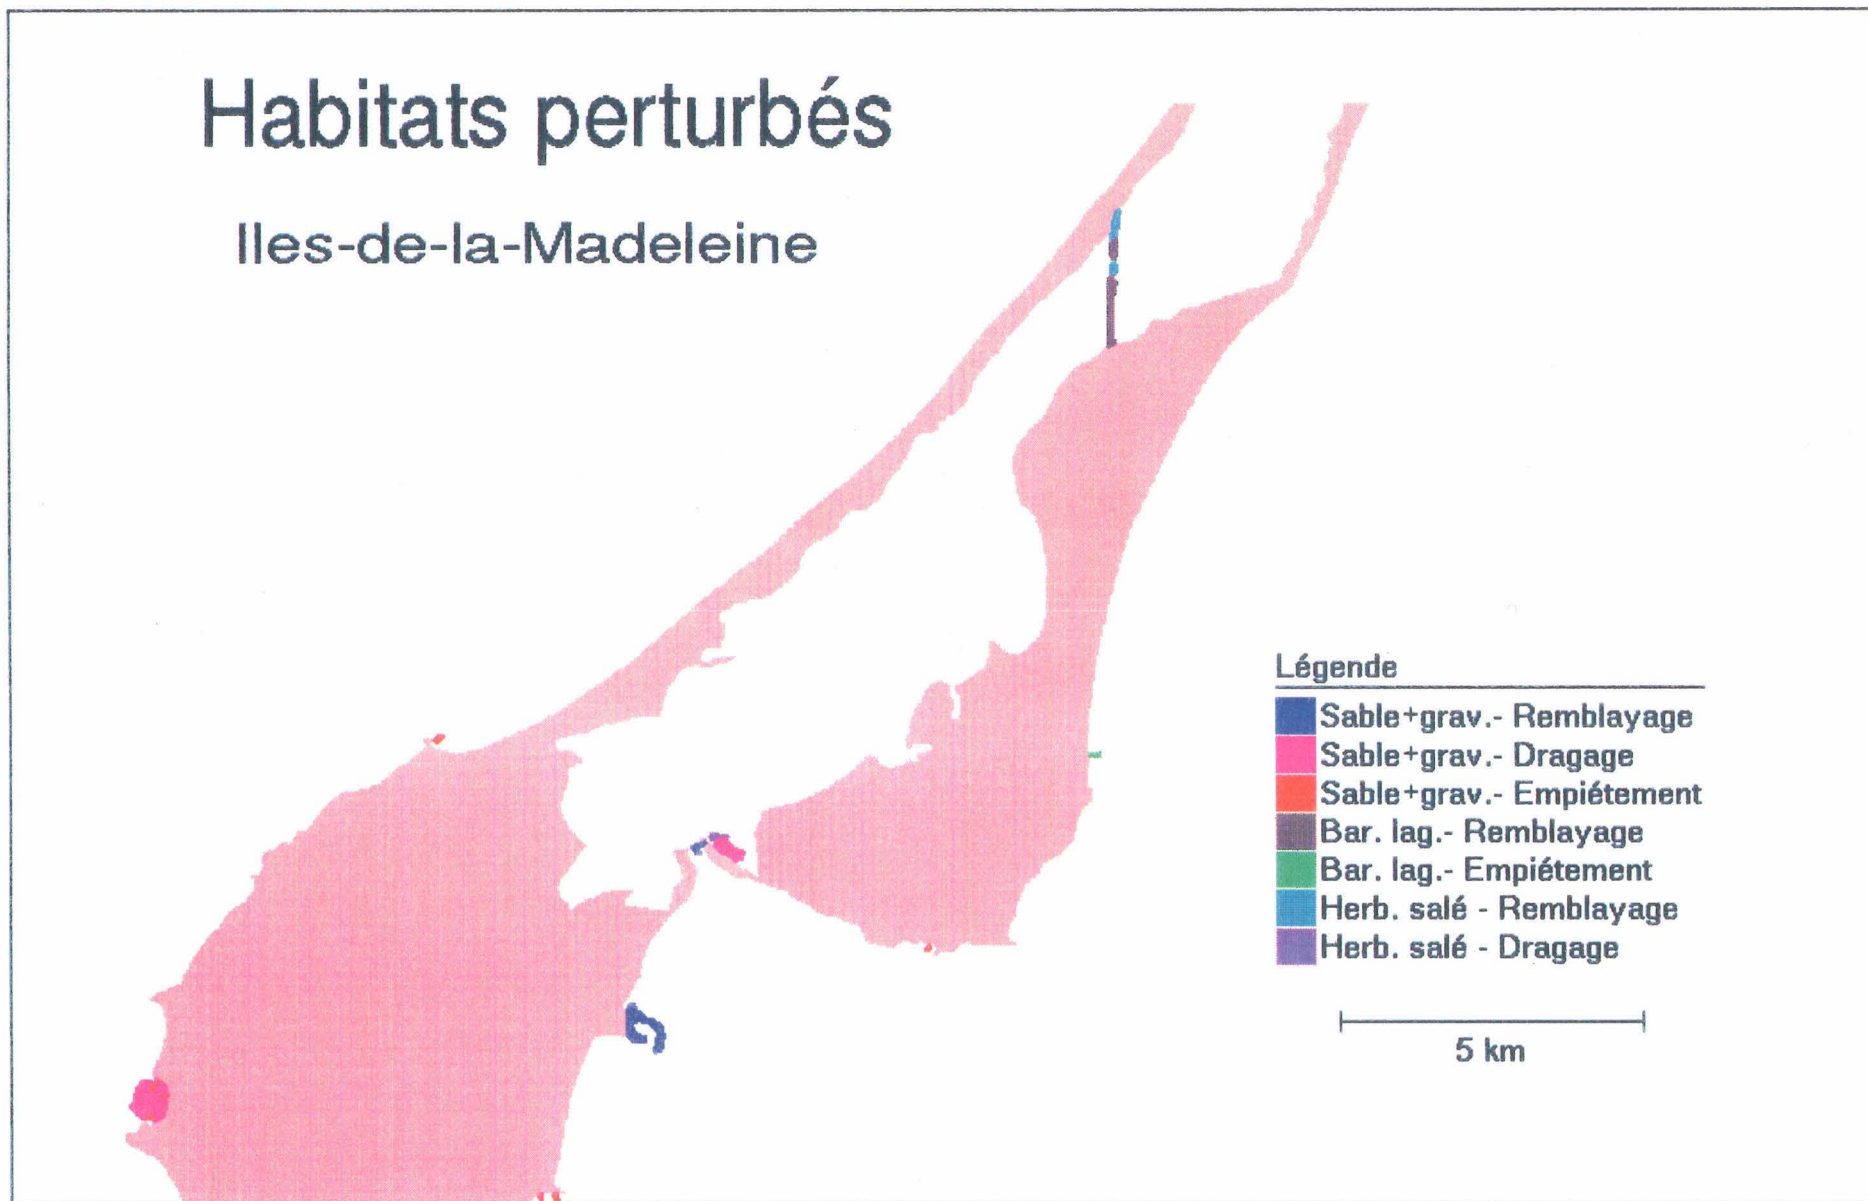 Habitats perturbés
Iles-de-la-Madeleine
Légende
Sable+grav.- Remblayage
Sable+grav.- Dragage
Sable+grav.- Empiétement
Bar. lag.- Remblayage
Bar. lag.- Empiétement
Herb. salé - Remblayage
Herb. salé - Dragage
5 km